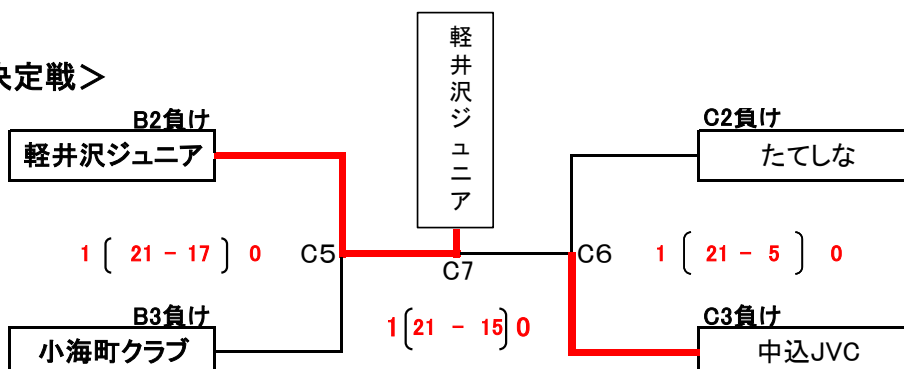 決定戦＞
軽井沢ジュニア
B2負け
C2負け
軽井沢ジュニア
たてしな
1 ( 21 - 17 ) 0
C5
C6
1 ( 21 - 5 ) 0
C7
B3負け
1 ( 21 - 15 ) 0
C3負け
小海町クラブ
中込JVC